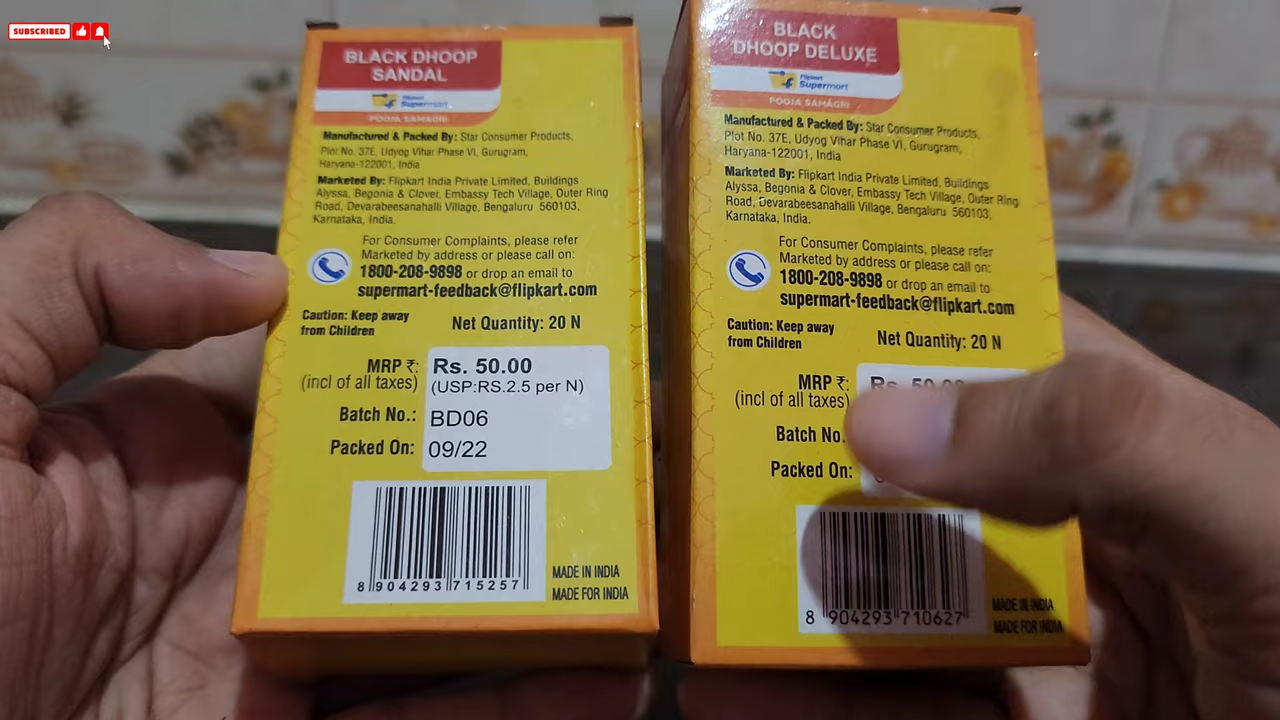 SUBSCRIBED
BLACK DHOOP
SANDAL
Flipkart
Supermart
POOJA SAMAGRI
Manufactured & Packed By: Star Consumer Products,
Plot No. 37E, Udyog Vihar Phase VI, Gurugram,
Haryana-122001, India
Marketed By: Flipkart India Private Limited, Buildings
Alyssa, Begonia & Clover, Embassy Tech Village, Outer Ring
Road, Devarabeesanahalli Village, Bengaluru 560103,
Karnataka, India.
For Consumer Complaints, please refer
Marketed by address or please call on:
1800-208-9898 or drop an email to
supermart-feedback@flipkart.com
Caution: Keep away
from Children
Net Quantity: 20 N
MRP ₹: Rs. 50.00
(incl of all taxes) (USP:RS.2.5 per N)
Batch No.: BD06
Packed On: 09/22
8 904293 715257
MADE IN INDIA
MADE FOR INDIA
BLACK
DHOOP DELUXE
Flipkart
Supermart
POOJA SAMAGRI
Manufactured & Packed By: Star Consumer Products,
Plot No. 37E, Udyog Vihar Phase VI, Gurugram,
Haryana-122001, India
Marketed By: Flipkart India Private Limited, Buildings
Alyssa, Begonia & Clover, Embassy Tech Village, Outer Ring
Road, Devarabeesanahalli Village, Bengaluru 560103,
Karnataka, India.
For Consumer Complaints, please refer
Marketed by address or please call on:
1800-208-9898 or drop an email to
supermart-feedback@flipkart.com
Caution: Keep away
from Children
Net Quantity: 20 N
MRP ₹: Rs. 50.00
(incl of all taxes)
Batch No.
Packed On:
8 904293 710627
MADE IN INDIA
MADE FOR INDIA